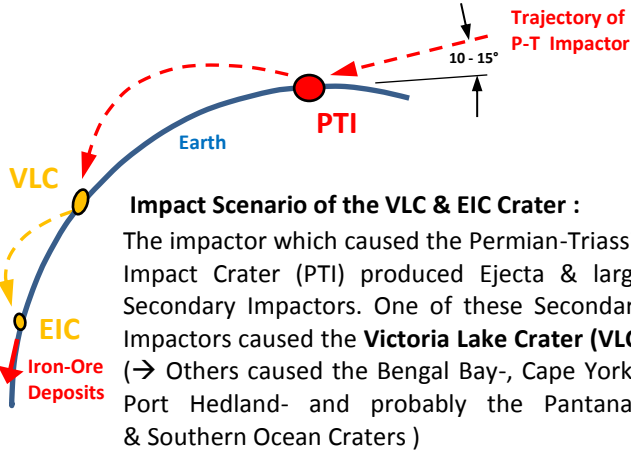 Trajectory of
P-T Impactor
10 - 15°
PTI
Earth
VLC
EIC
Iron-Ore
Deposits
Impact Scenario of the VLC & EIC Crater :
The impactor which caused the Permian-Triass
Impact Crater (PTI) produced Ejecta & larg
Secondary Impactors. One of these Secondar
Impactors caused the Victoria Lake Crater (VLC
(→ Others caused the Bengal Bay-, Cape York
Port Hedland- and probably the Pantana
& Southern Ocean Craters )